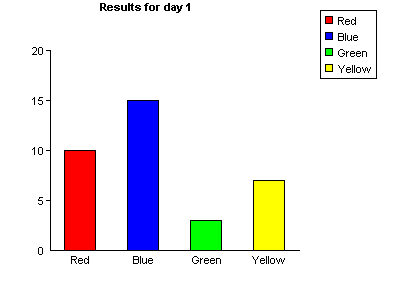 Results for day 1
Red
Blue
Green
Yellow
20
15
10
5
0
Red Blue Green Yellow